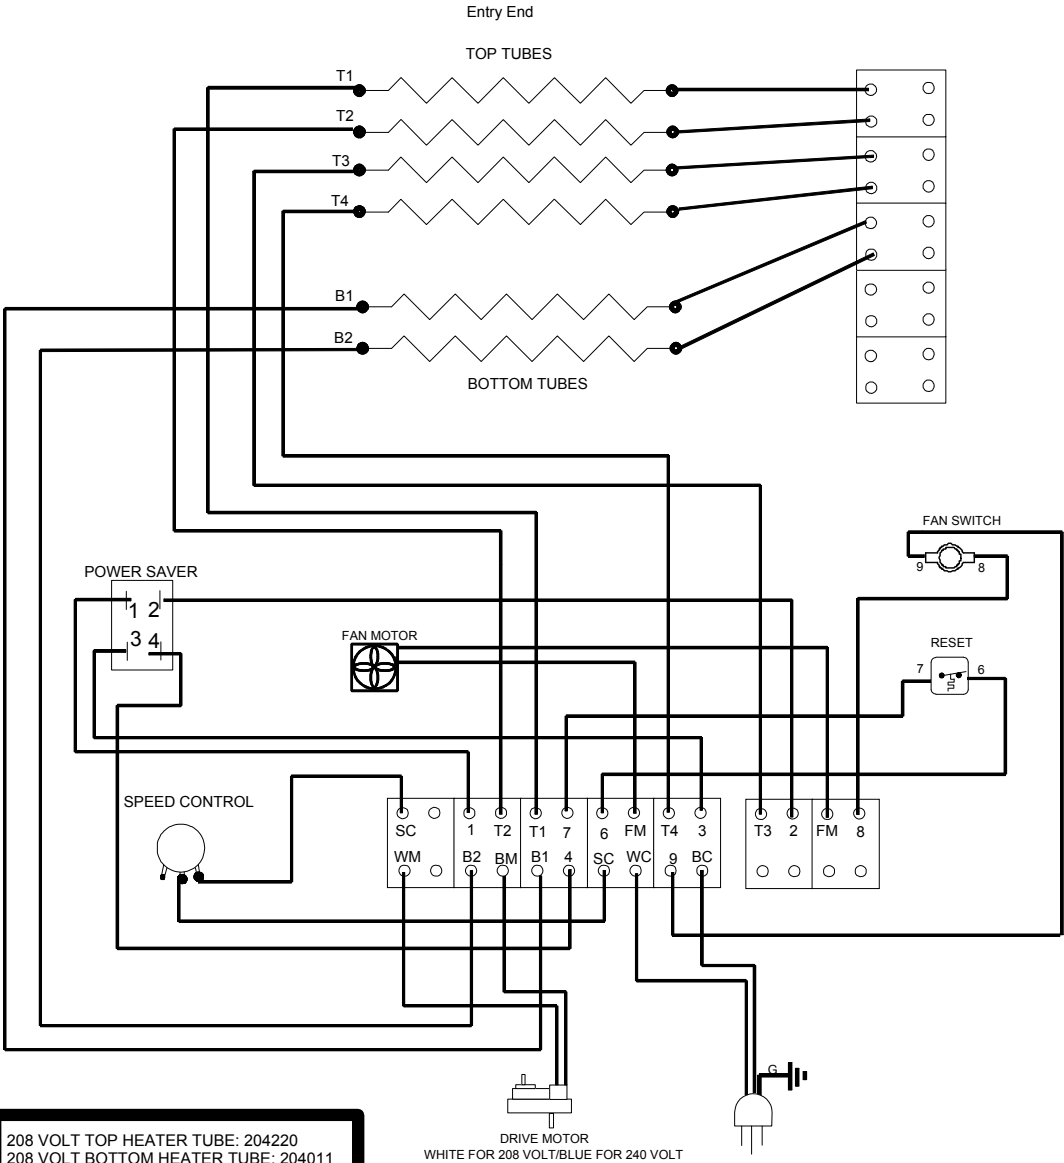 Entry End
TOP TUBES
T1
T2
T3
T4
B1
B2
BOTTOM TUBES
FAN SWITCH
9 8
POWER SAVER
1 2
3 4
FAN MOTOR
RESET
7 6
SPEED CONTROL
SC 1 T2 T1 7 6 FM T4 3 T3 2 FM 8
WM B2 BM B1 4 SC WC 9 BC
G
DRIVE MOTOR
WHITE FOR 208 VOLT/BLUE FOR 240 VOLT
208 VOLT TOP HEATER TUBE: 204220
208 VOLT BOTTOM HEATER TUBE: 204011